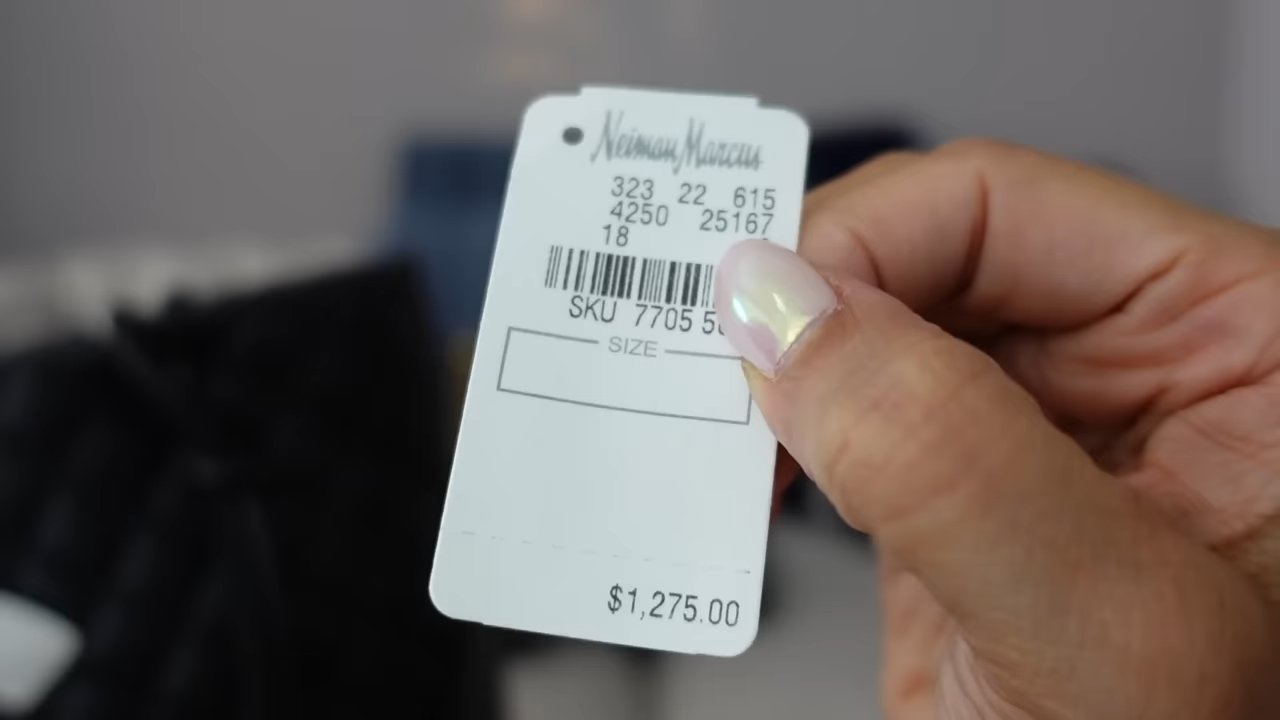 Neiman Marcus
323 22 615
4250 25167
18
SKU 7705
SIZE
$1,275.00